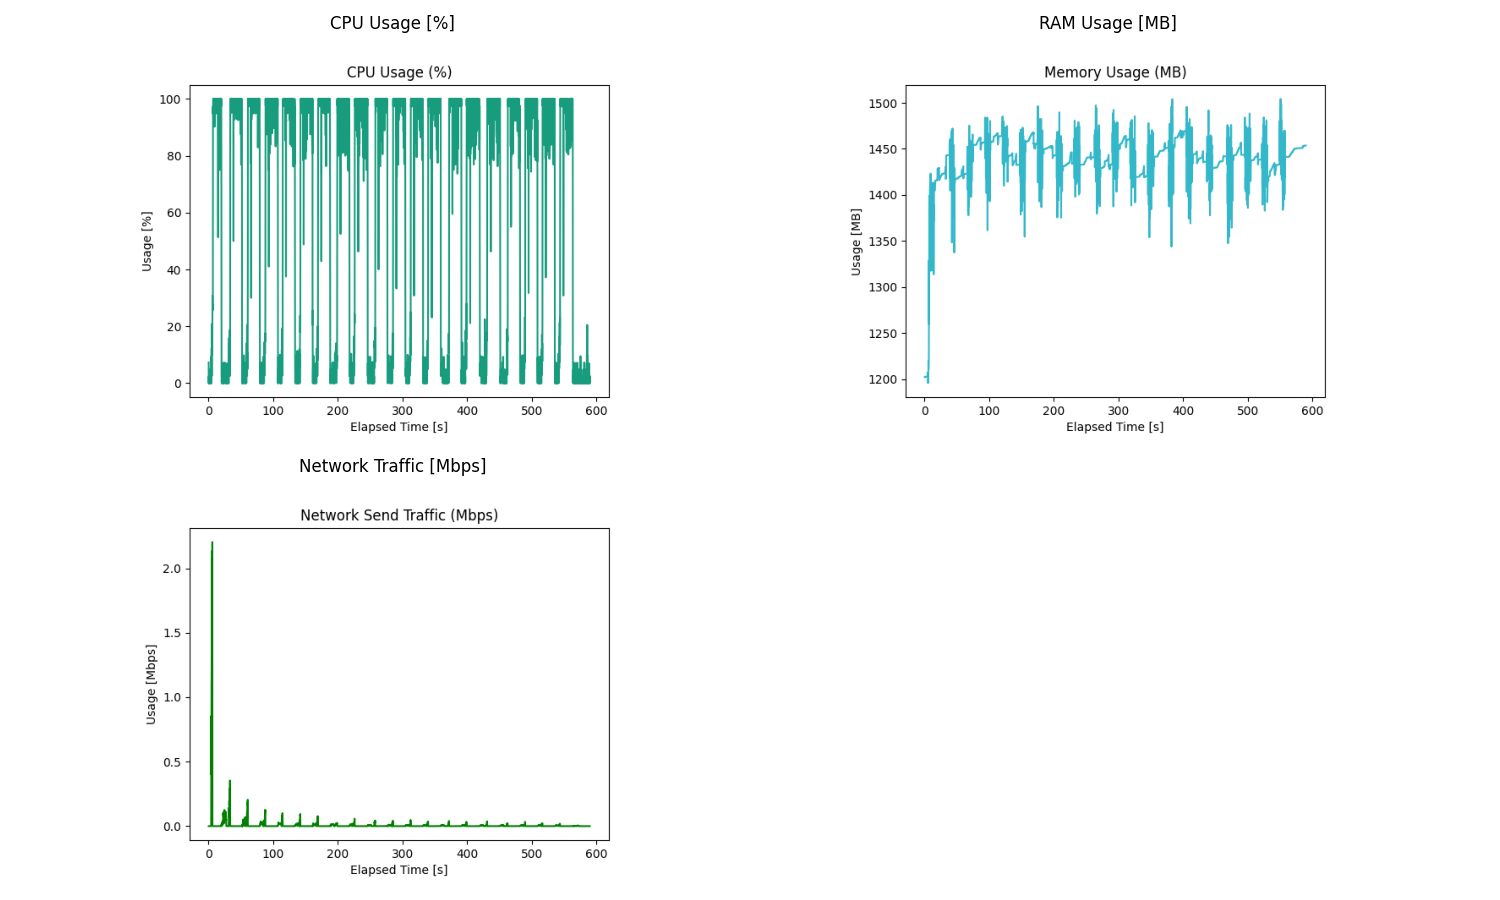 CPU Usage [%]
CPU Usage (%)
Usage [%]
100
80
60
40
20
0
0 100 200 300 400 500 600
Elapsed Time [s]
RAM Usage [MB]
Memory Usage (MB)
Usage [MB]
1500
1450
1400
1350
1300
1250
1200
0 100 200 300 400 500 600
Elapsed Time [s]
Network Traffic [Mbps]
Network Send Traffic (Mbps)
Usage [Mbps]
2.0
1.5
1.0
0.5
0.0
0 100 200 300 400 500 600
Elapsed Time [s]